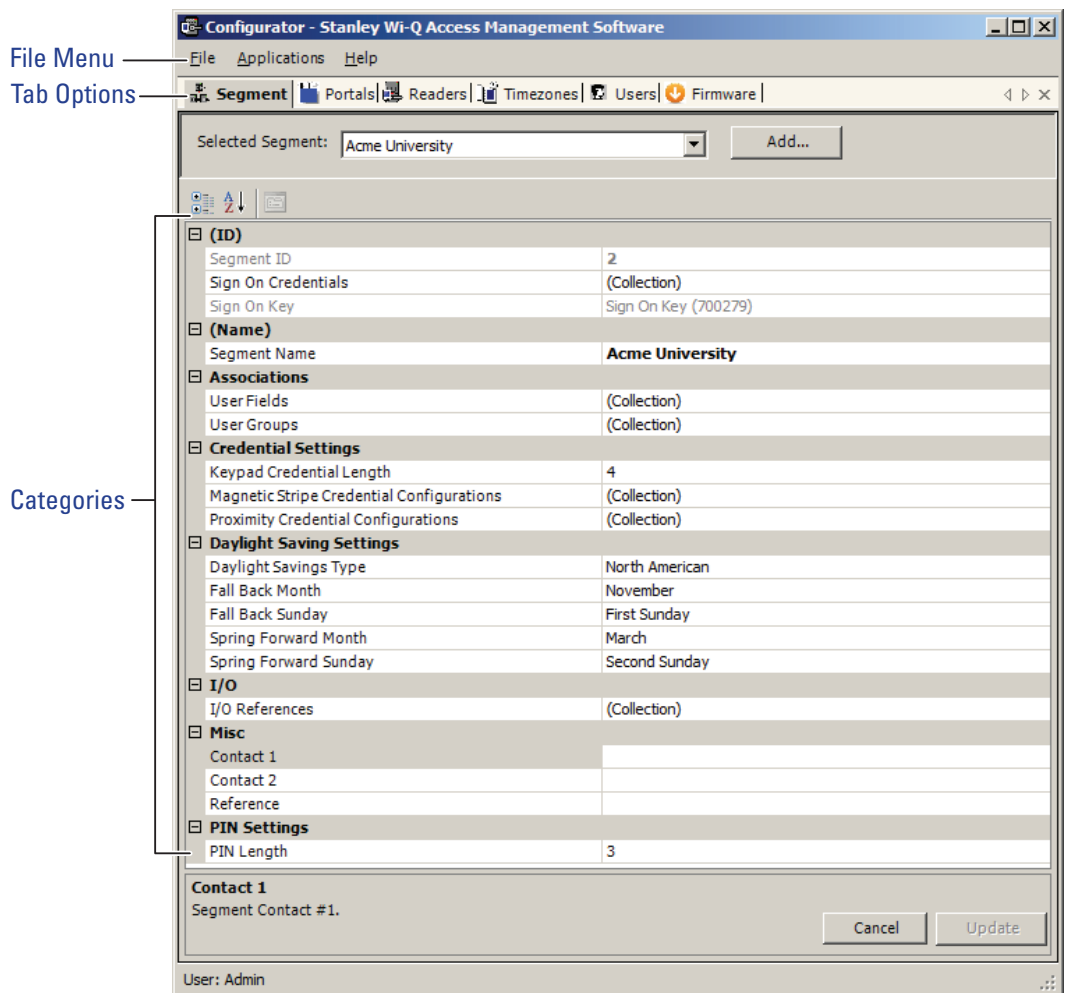 Configurator - Stanley Wi-Q Access Management Software
File Menu
File Applications Help
Tab Options
Segment Portals Readers Timezones Users Firmware
Selected Segment: Acme University Add...
Categories
(ID)
Segment ID 2
Sign On Credentials (Collection)
Sign On Key Sign On Key (700279)
(Name)
Segment Name Acme University
Associations
User Fields (Collection)
User Groups (Collection)
Credential Settings
Keypad Credential Length 4
Magnetic Stripe Credential Configurations (Collection)
Proximity Credential Configurations (Collection)
Daylight Saving Settings
Daylight Savings Type North American
Fall Back Month November
Fall Back Sunday First Sunday
Spring Forward Month March
Spring Forward Sunday Second Sunday
I/O
I/O References (Collection)
Misc
Contact 1
Contact 2
Reference
PIN Settings
PIN Length 3
Contact 1
Segment Contact #1.
Cancel Update
User: Admin